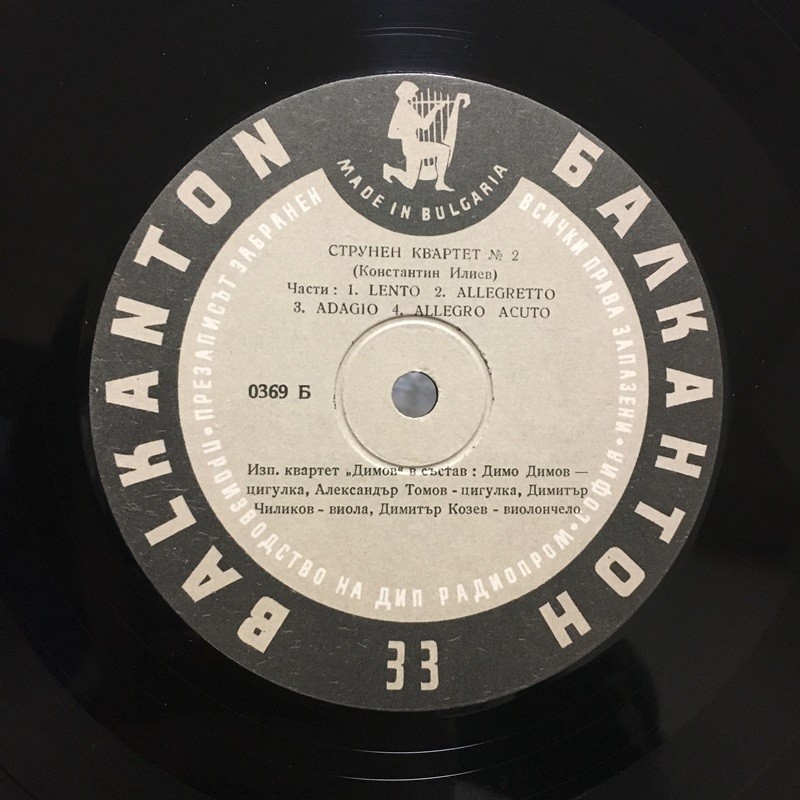 BALKANTON
БАЛКАНТОН
MADE IN BULGARIA
ПРЕЗАПИСЪТ ЗАБРАНЕН
ВСИЧКИ ПРАВА ЗАПАЗЕНИ
СТРУНЕН КВАРТЕТ № 2
(Константин Илиев)
Части : 1. LENTO 2. ALLEGRETTO
3. ADAGIO 4. ALLEGRO ACUTO
0369 Б
Изп. квартет „Димов“ в състав : Димо Димов —
цигулка, Александър Томов - цигулка, Димитър
Чиликов - виола, Димитър Козев - виолончело
ПРОИЗВОДСТВО НА ДИП РАДИОПРОМ • СОФИЯ •
33